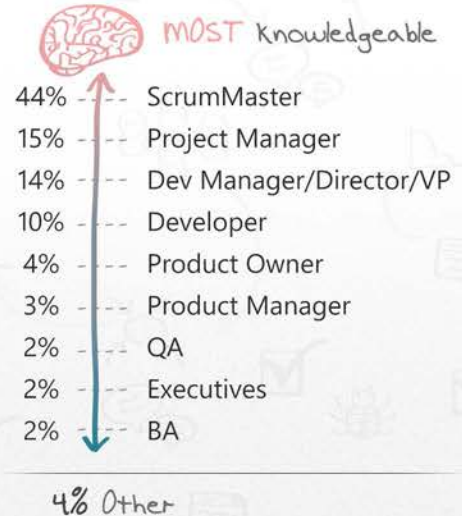 MOST Knowledgeable
44% ScrumMaster
15% Project Manager
14% Dev Manager/Director/VP
10% Developer
4% Product Owner
3% Product Manager
2% QA
2% Executives
2% BA
4% Other